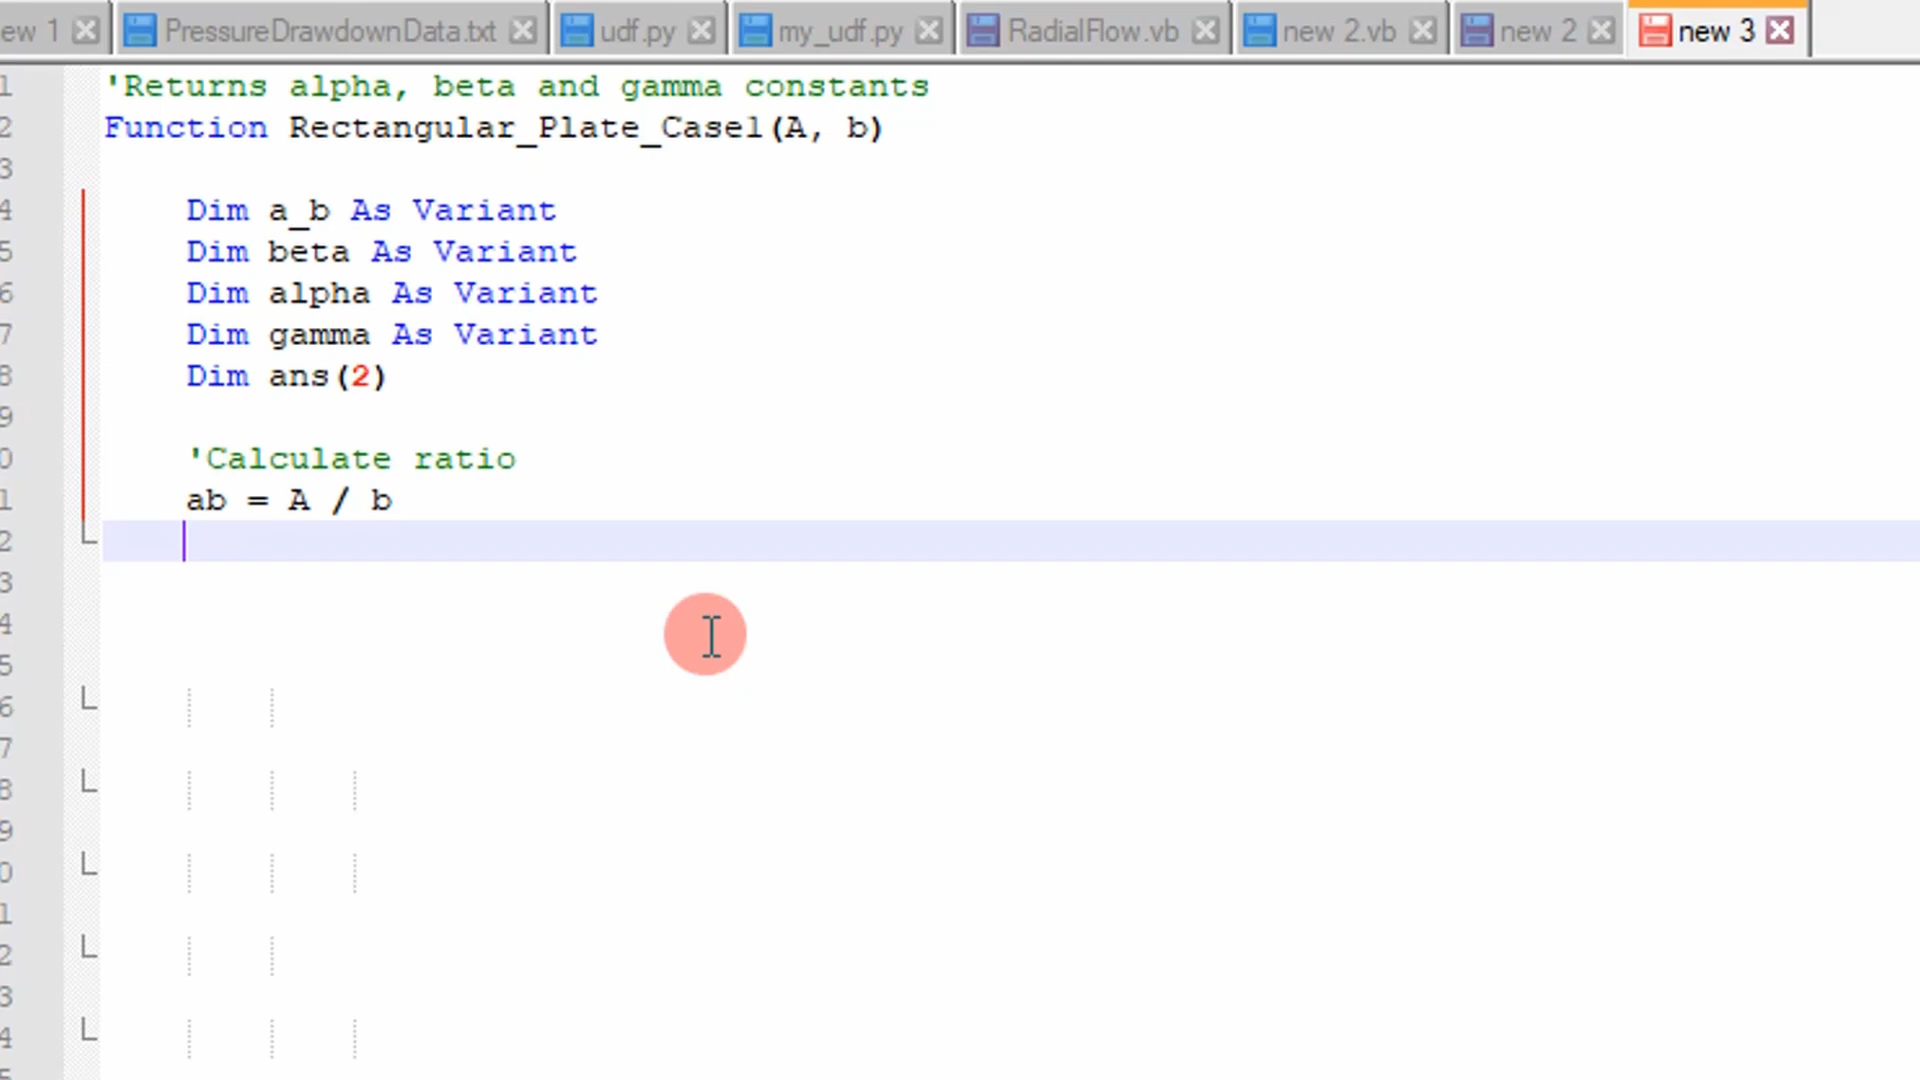 ew 1 PressureDrawdownData.txt udf.py my_udf.py RadialFlow.vb new 2.vb new 2 new 3
1 'Returns alpha, beta and gamma constants
2 Function Rectangular_Plate_Case1(A, b)
3
4 Dim a_b As Variant
5 Dim beta As Variant
6 Dim alpha As Variant
7 Dim gamma As Variant
8 Dim ans(2)
9
0 'Calculate ratio
1 ab = A / b
2
3
4
5
6
7
8
9
0
1
2
3
4
5